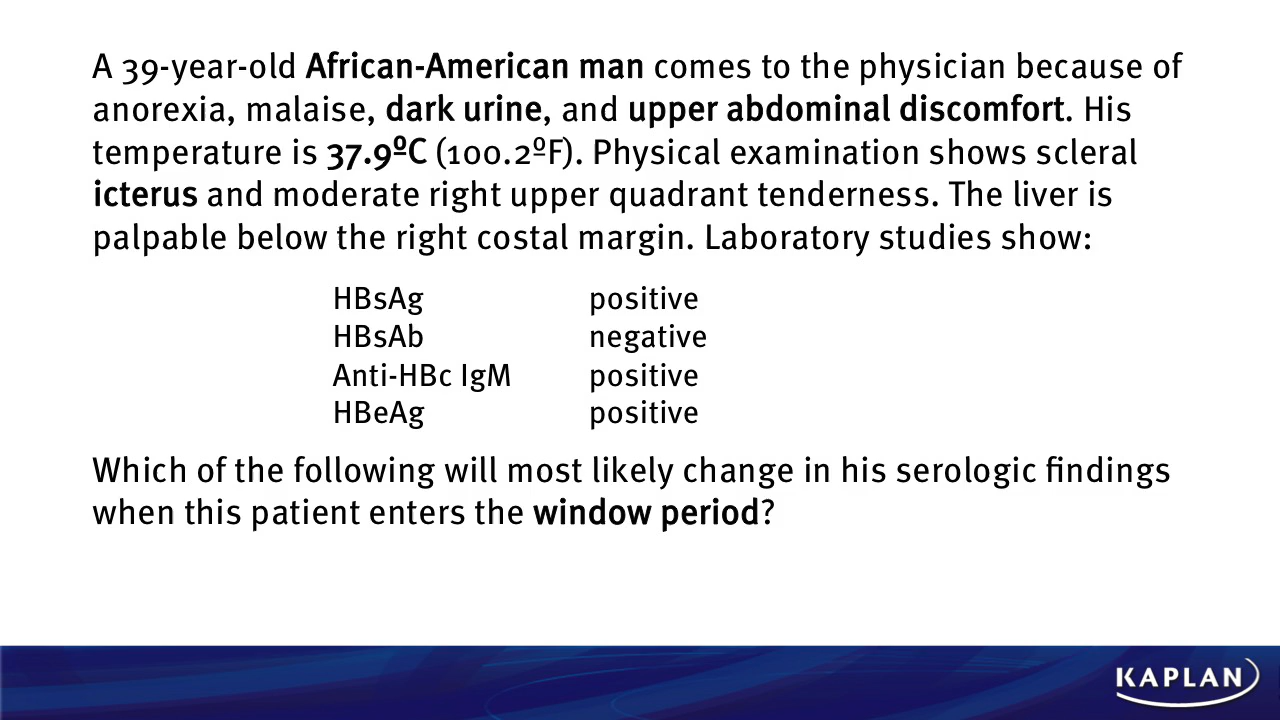 A 39-year-old African-American man comes to the physician because of
anorexia, malaise, dark urine, and upper abdominal discomfort. His
temperature is 37.9ºC (100.2ºF). Physical examination shows scleral
icterus and moderate right upper quadrant tenderness. The liver is
palpable below the right costal margin. Laboratory studies show:
HBsAg positive
HBsAb negative
Anti-HBc IgM positive
HBeAg positive
Which of the following will most likely change in his serologic findings
when this patient enters the window period?
KAPLAN